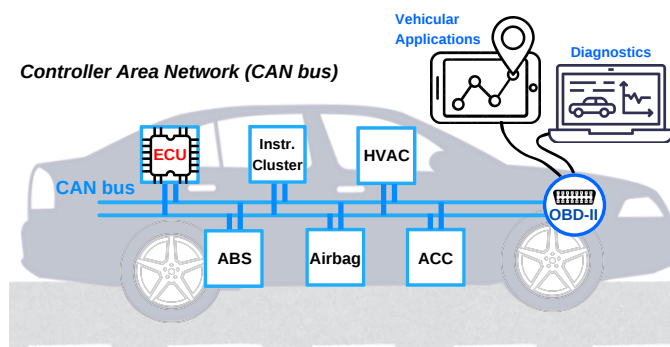 Vehicular
Applications
Diagnostics
Controller Area Network (CAN bus)
ECU
Instr.
Cluster
HVAC
CAN bus
OBD-II
ABS
Airbag
ACC